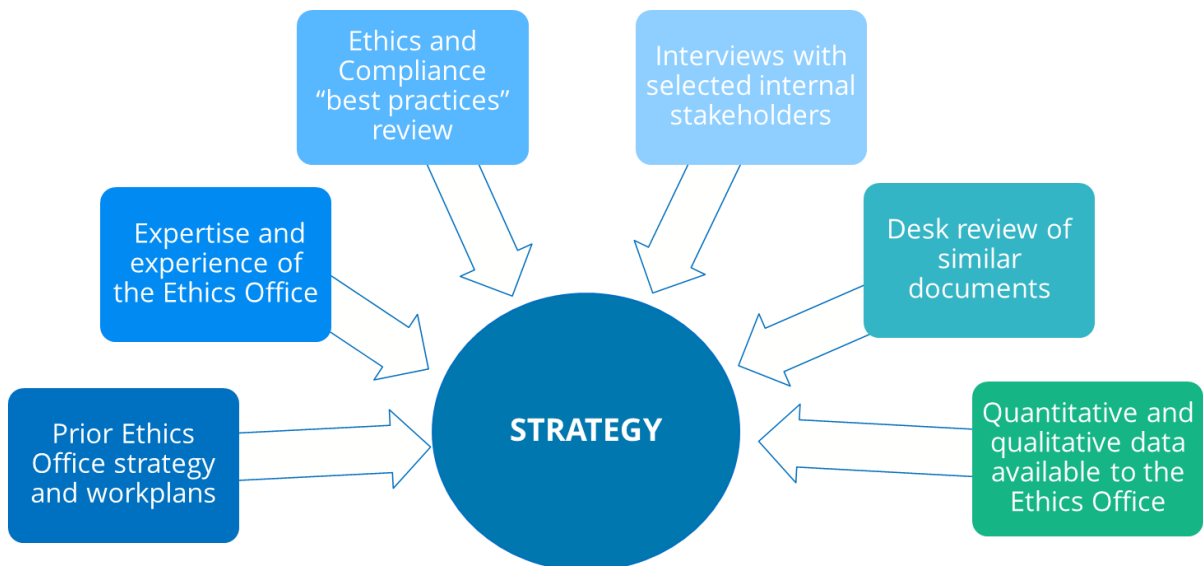 Ethics and
Compliance
“best practices”
review
Interviews with
selected internal
stakeholders
Expertise and
experience of
the Ethics Office
Desk review of
similar
documents
Prior Ethics
Office strategy
and workplans
STRATEGY
Quantitative and
qualitative data
available to the
Ethics Office